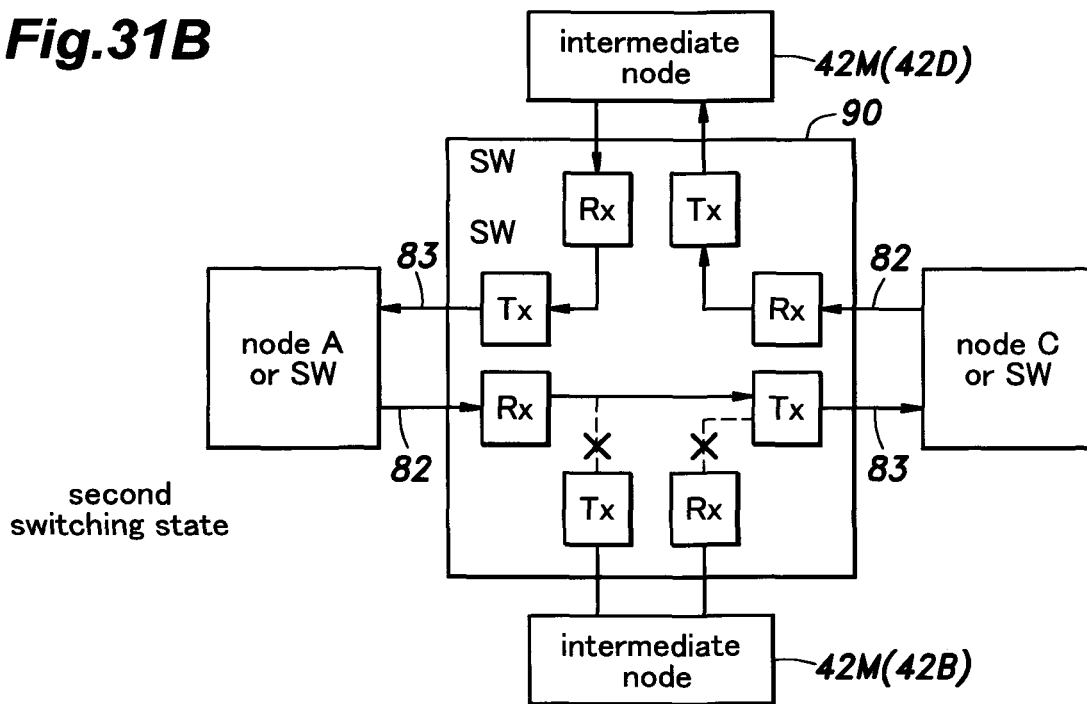 Fig.31B
intermediate
node
42M(42D)
90
SW
Rx
Tx
SW
83
82
Tx
Rx
node A
or SW
node C
or SW
Rx
Tx
82
83
Tx
Rx
second
switching state
intermediate
node
42M(42B)